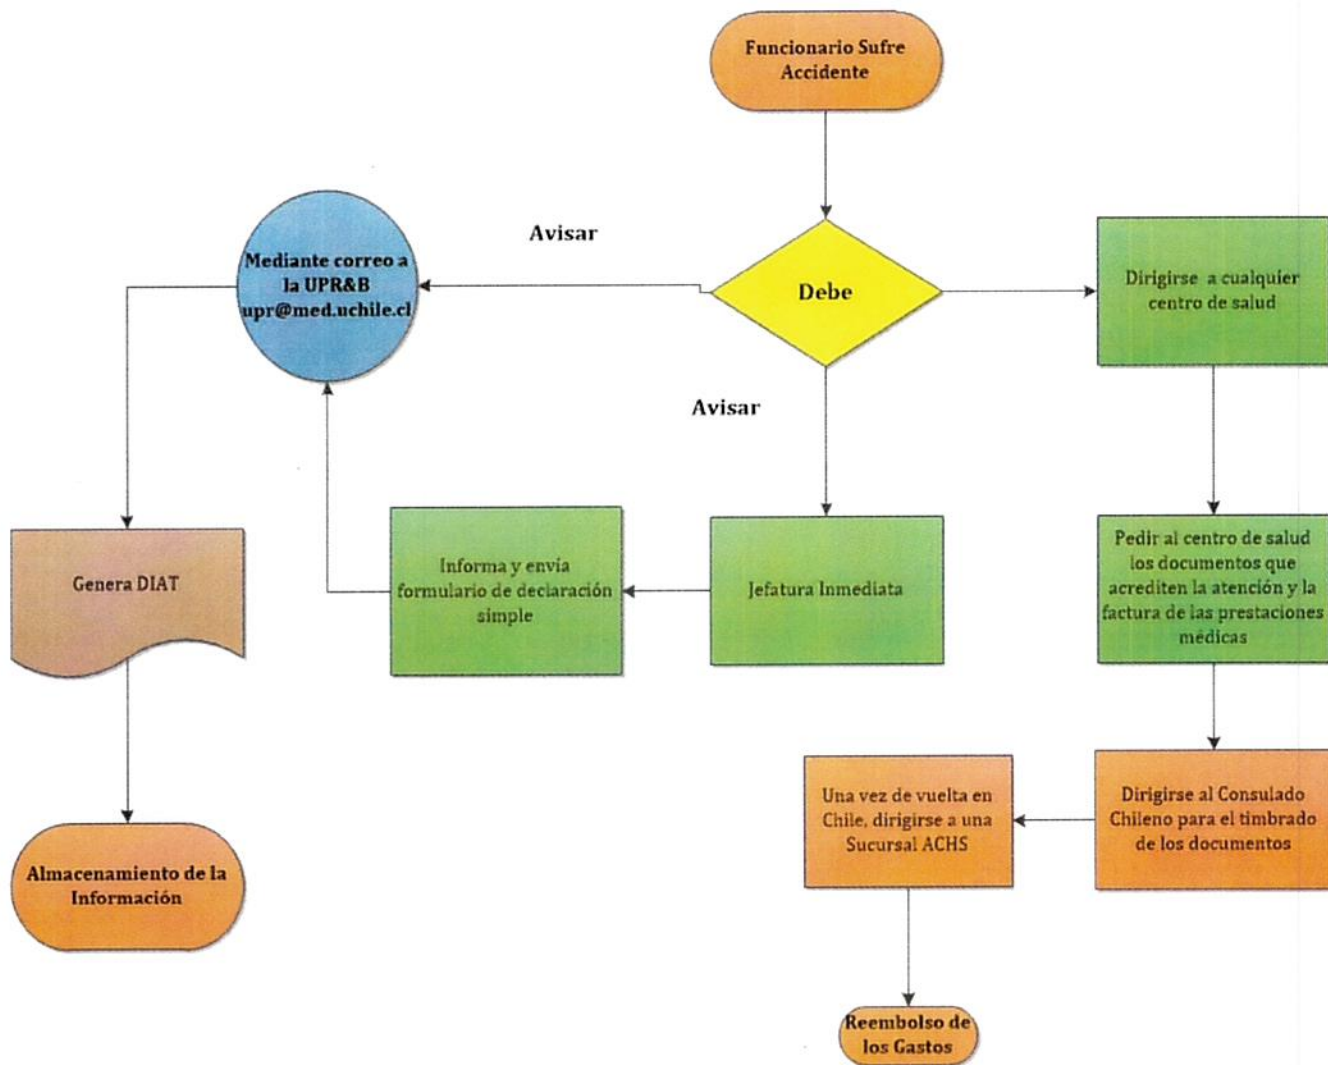 Funcionario Sufre
Accidente
Avisar
Mediante correo a
la UPR&B
upr@med.uchile.cl
Debe
Dirigirse a cualquier
centro de salud
Avisar
Genera DIAT
Informa y envía
formulario de declaración
simple
Jefatura Inmediata
Pedir al centro de salud
los documentos que
acrediten la atención y la
factura de las prestaciones
médicas
Una vez de vuelta en
Chile, dirigirse a una
Sucursal ACHS
Dirigirse al Consulado
Chileno para el timbrado
de los documentos
Almacenamiento de la
Información
Reembolso de
los Gastos